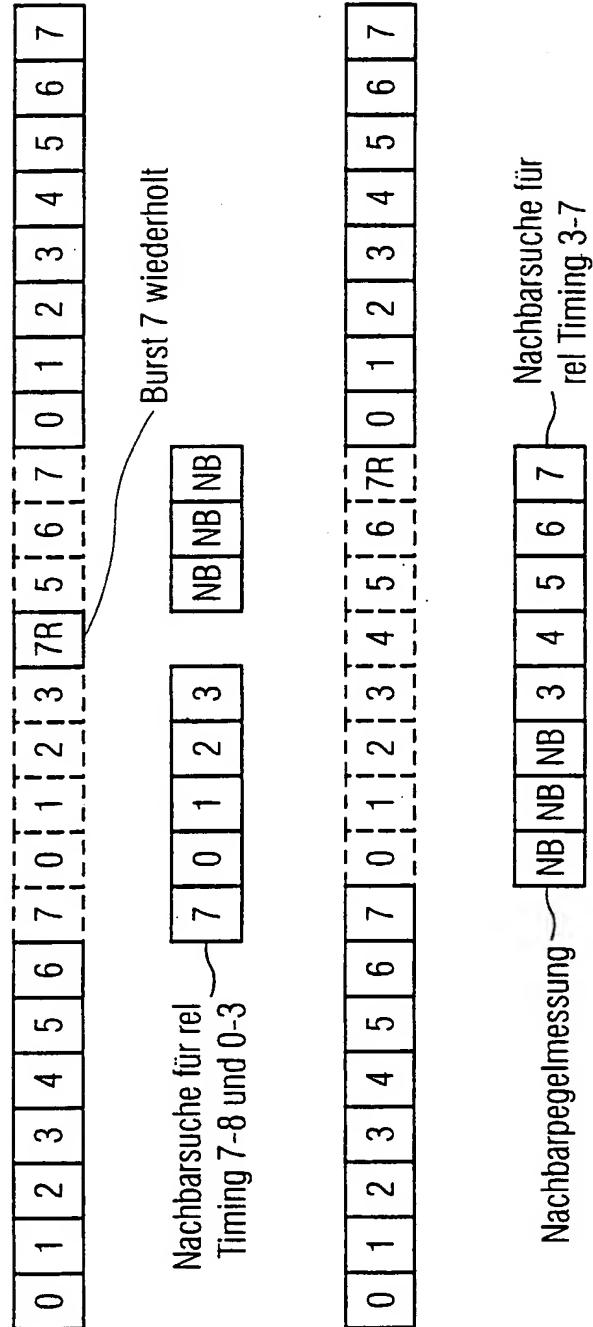 0 1 2 3 4 5 6 7 0 1 2 3 7R 5 6 7 0 1 2 3 4 5 6 7
Burst 7 wiederholt
7 0 1 2 3 NB NB NB
Nachbarsuche für rel
Timing 7-8 und 0-3
0 1 2 3 4 5 6 7 0 1 2 3 4 5 6 7R 0 1 2 3 4 5 6 7
NB NB NB 3 4 5 6 7
Nachbarpegelmessung
Nachbarsuche für
rel Timing 3-7